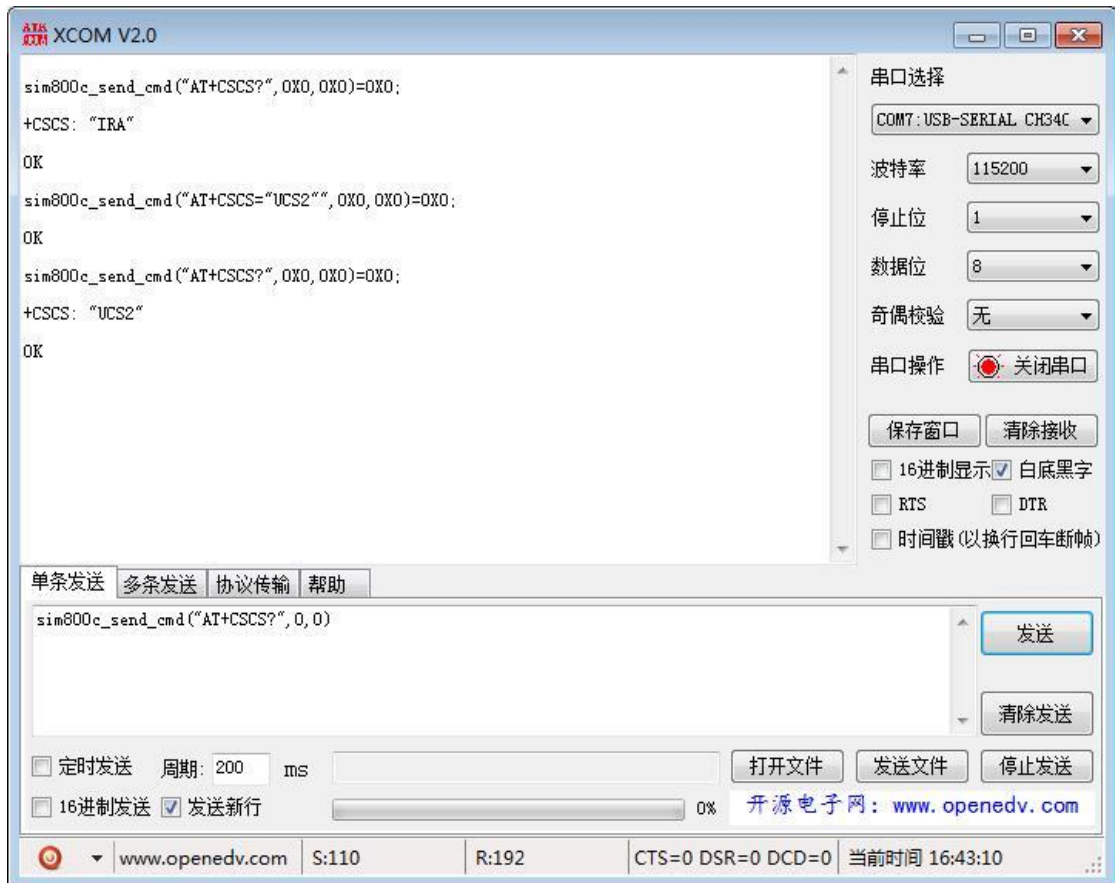 ATK COM XCOM V2.0
sim800c_send_cmd("AT+CSCS?",0X0,0X0)=0X0;
+CSCS: "IRA"
OK
sim800c_send_cmd("AT+CSCS="UCS2"",0X0,0X0)=0X0;
OK
sim800c_send_cmd("AT+CSCS?",0X0,0X0)=0X0;
+CSCS: "UCS2"
OK
串口选择
COM7:USB-SERIAL CH34C
波特率 115200
停止位 1
数据位 8
奇偶校验 无
串口操作 关闭串口
保存窗口 清除接收
16进制显示 白底黑字
RTS DTR
时间戳(以换行回车断帧)
单条发送 多条发送 协议传输 帮助
sim800c_send_cmd("AT+CSCS?",0,0)
发送
清除发送
定时发送 周期: 200 ms 打开文件 发送文件 停止发送
16进制发送 发送新行 0% 开源电子网: www.openedv.com
www.openedv.com S:110 R:192 CTS=0 DSR=0 DCD=0 当前时间 16:43:10